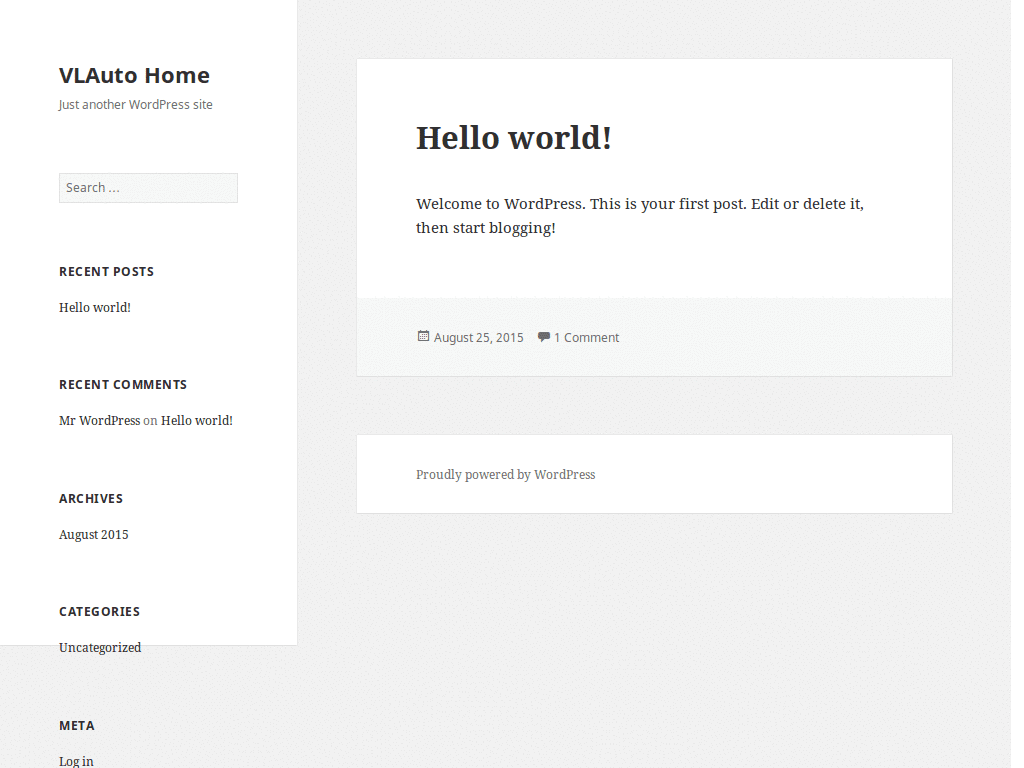 VLAuto Home
Just another WordPress site
Search …
RECENT POSTS
Hello world!
RECENT COMMENTS
Mr WordPress on Hello world!
ARCHIVES
August 2015
CATEGORIES
Uncategorized
META
Log in
Hello world!
Welcome to WordPress. This is your first post. Edit or delete it,
then start blogging!
August 25, 2015 1 Comment
Proudly powered by WordPress